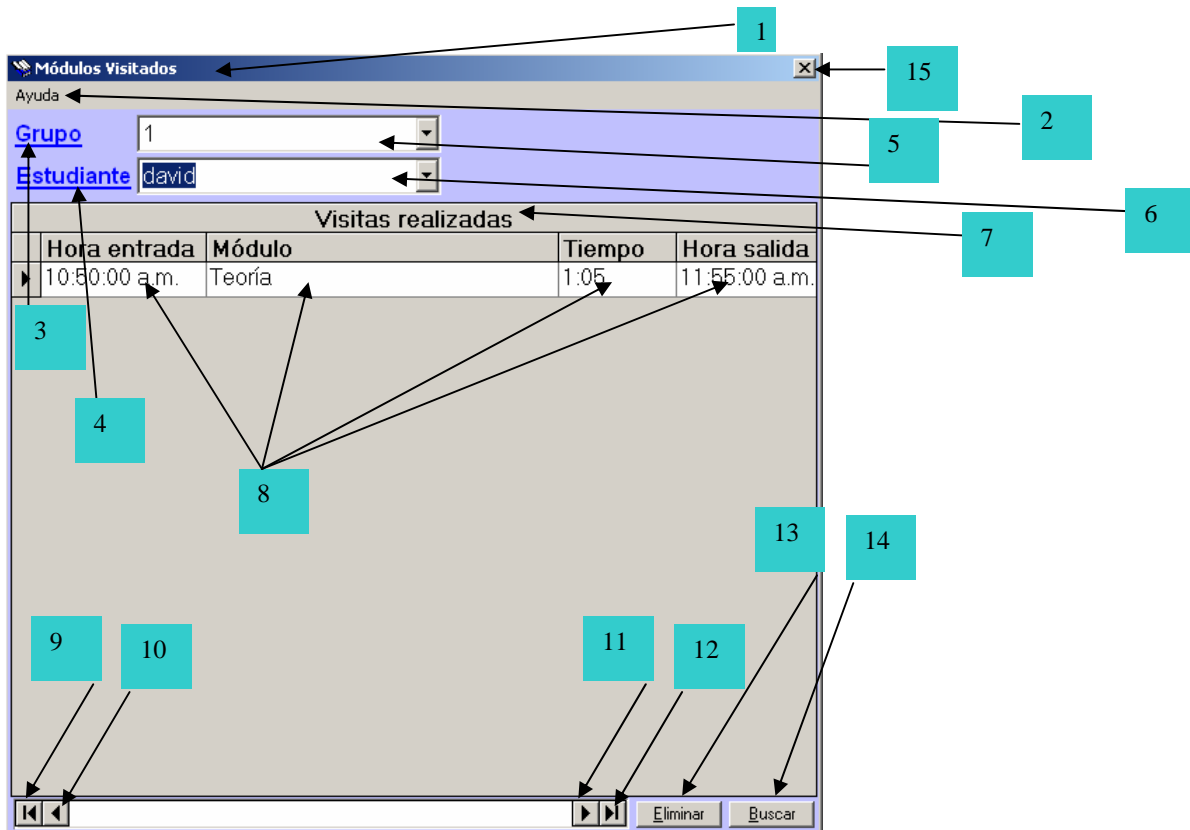 1
Módulos Visitados
15
Ayuda
2
Grupo 1
5
Estudiante david
6
Visitas realizadas
7
Hora entrada Módulo Tiempo Hora salida
10:50:00 a.m. Teoría 1:05 11:55:00 a.m.
3
4
8
13
14
9
10
11
12
Eliminar Buscar